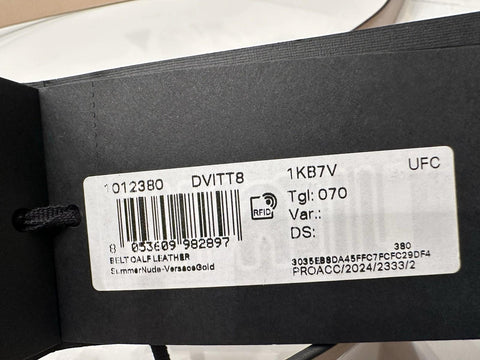 1012380 DVITT8 1KB7V UFC
RFID
Tgl: 070
Var.:
DS:
8 053609 982897
BELT CALF LEATHER
SummerNude-VersaceGold
380
3035EB8DA45FFC7FCFC29DF4
PROACC/2024/2333/2